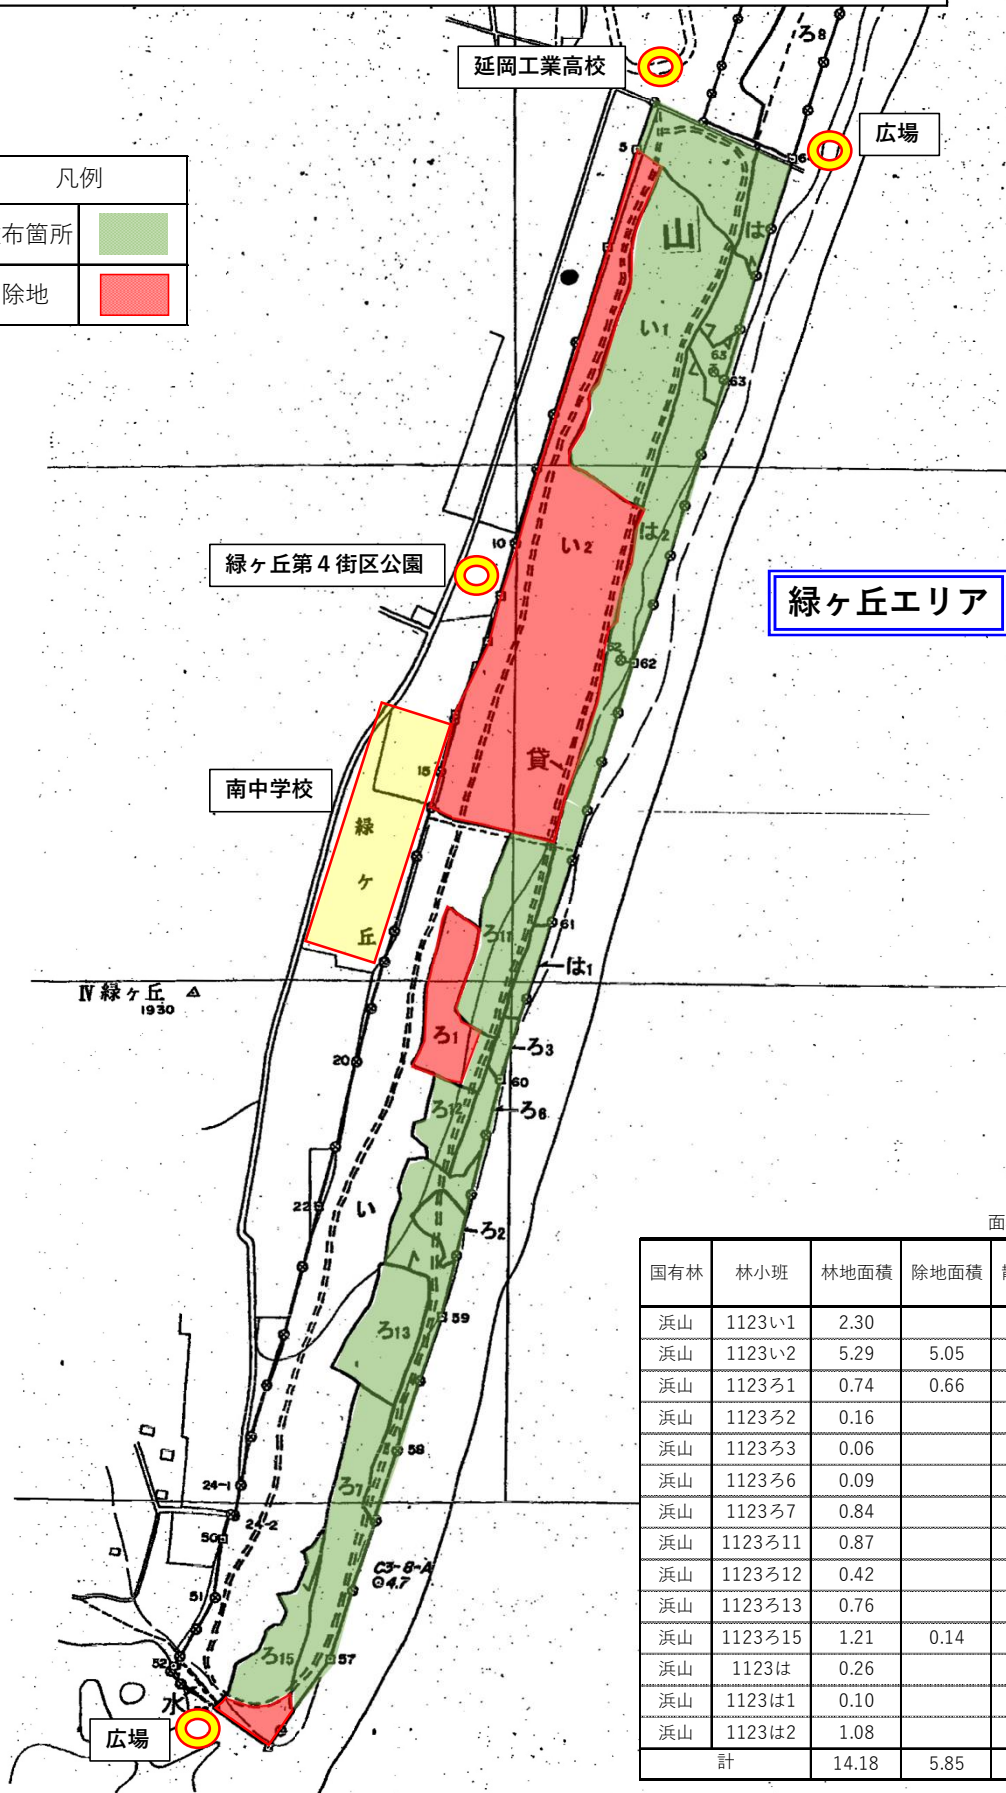 延岡工業高校
ろ8
広場
凡例
布箇所
除地
5
6
山
は
い1
63
63
は2
い2
10
緑ヶ丘第４街区公園
緑ヶ丘エリア
62
62
貸
15
南中学校
緑
ヶ
丘
ろ11
61
は1
Ⅳ 緑ヶ丘
1930
ろ1
ろ3
20
60
ろ12
ろ6
22
い
ろ2
59
ろ13
58
ろ7
24-1
24-2
50
C3-8-A
4.7
51
52
ろ15
57
水
広場
面
国有林 林小班 林地面積 除地面積
浜山 1123い1 2.30
浜山 1123い2 5.29 5.05
浜山 1123ろ1 0.74 0.66
浜山 1123ろ2 0.16
浜山 1123ろ3 0.06
浜山 1123ろ6 0.09
浜山 1123ろ7 0.84
浜山 1123ろ11 0.87
浜山 1123ろ12 0.42
浜山 1123ろ13 0.76
浜山 1123ろ15 1.21 0.14
浜山 1123は 0.26
浜山 1123は1 0.10
浜山 1123は2 1.08
計 14.18 5.85